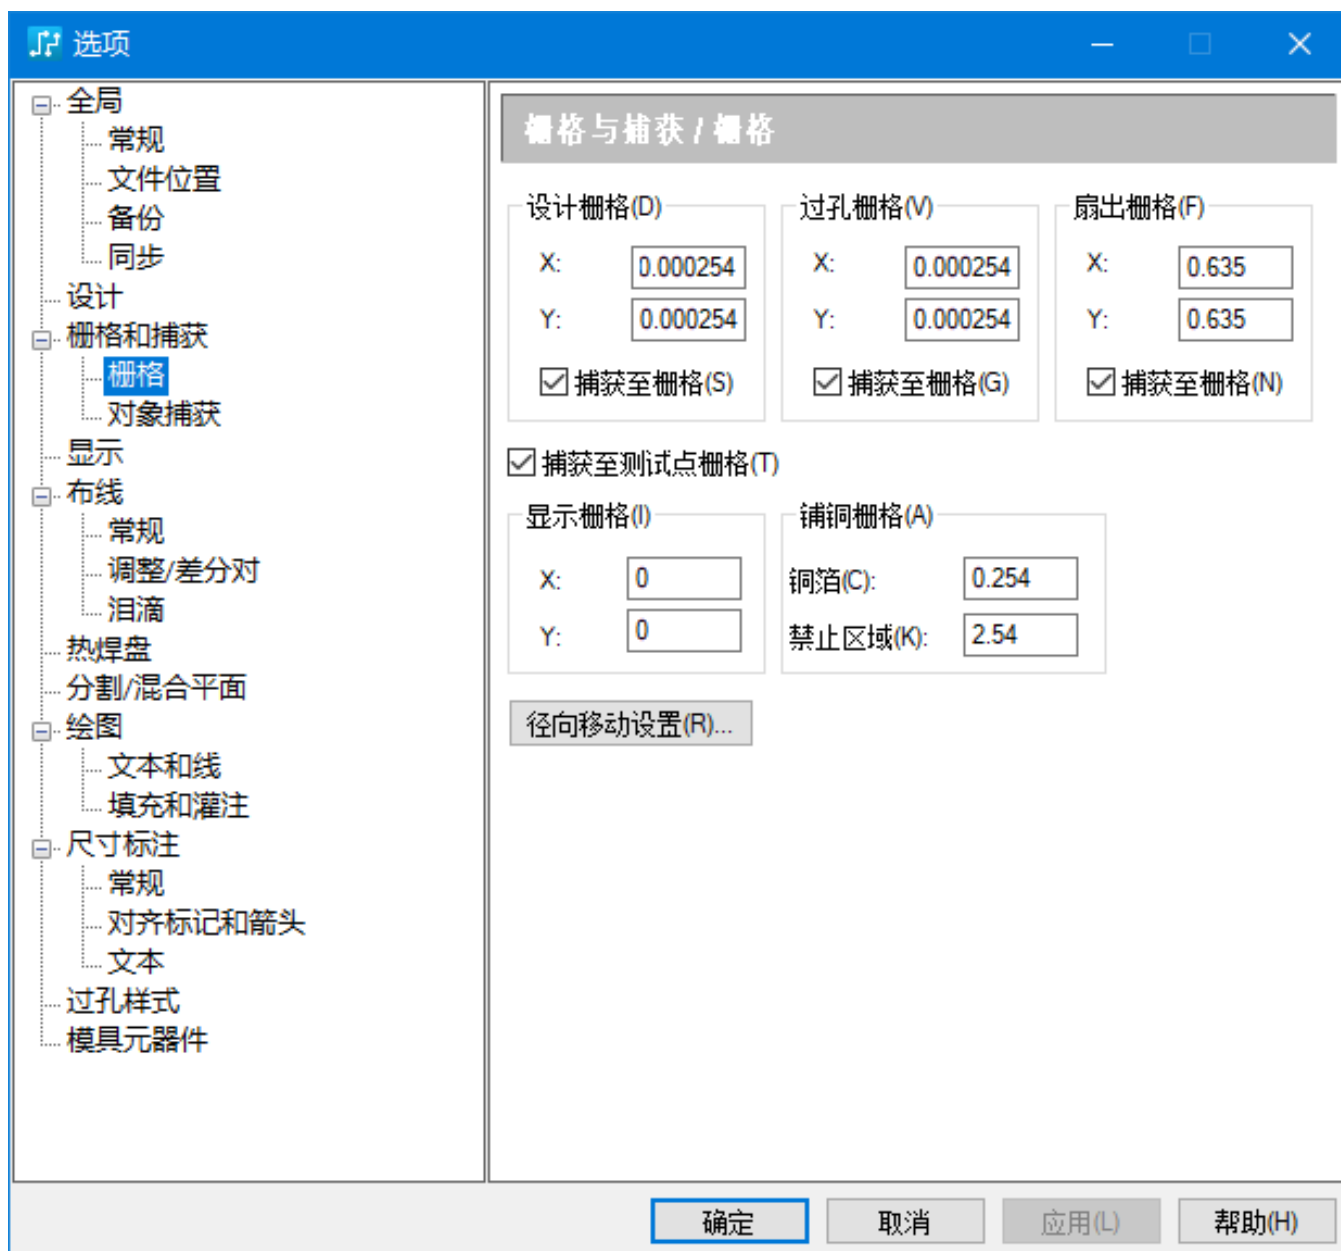 选项
全局
常规
文件位置
备份
同步
设计
栅格和捕获
栅格
对象捕获
显示
布线
常规
调整/差分对
泪滴
热焊盘
分割/混合平面
绘图
文本和线
填充和灌注
尺寸标注
常规
对齐标记和箭头
文本
过孔样式
模具元器件
栅格与捕获 / 栅格
设计栅格(D)
X: 0.000254
Y: 0.000254
捕获至栅格(S)
过孔栅格(V)
X: 0.000254
Y: 0.000254
捕获至栅格(G)
扇出栅格(F)
X: 0.635
Y: 0.635
捕获至栅格(N)
捕获至测试点栅格(T)
显示栅格(I)
X: 0
Y: 0
铺铜栅格(A)
铜箔(C): 0.254
禁止区域(K): 2.54
径向移动设置(R)...
确定
取消
应用(L)
帮助(H)